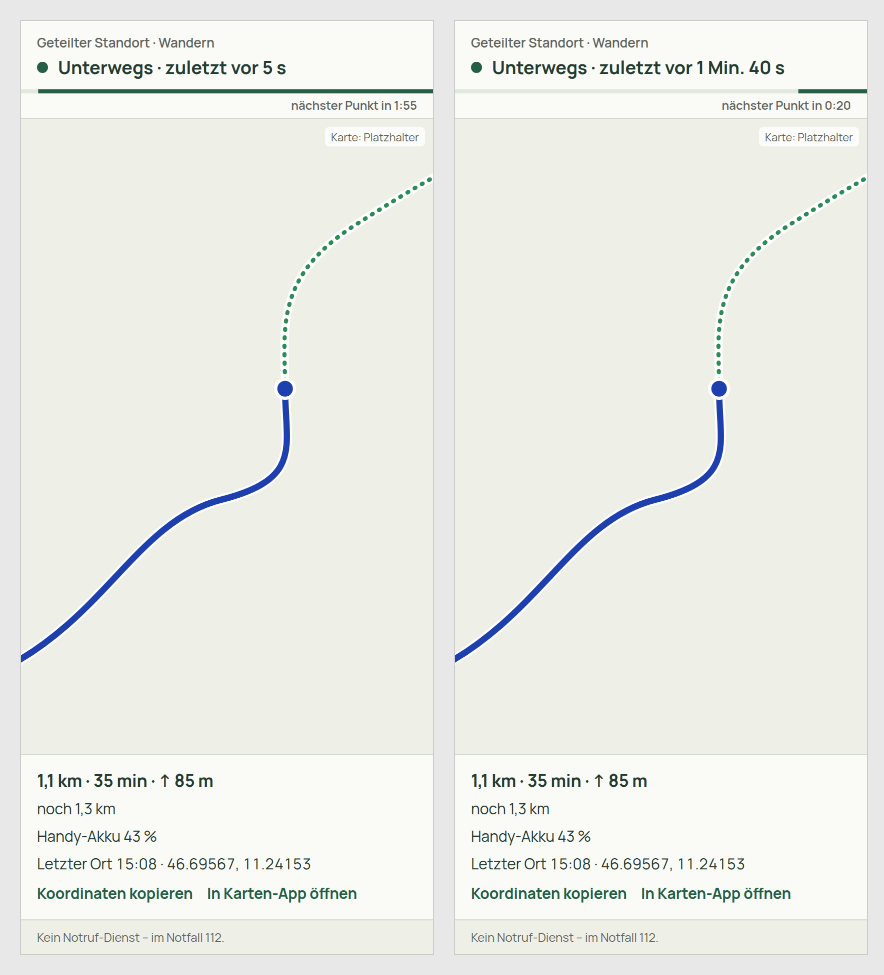 Geteilter Standort · Wandern
Unterwegs · zuletzt vor 5 s
nächster Punkt in 1:55
Karte: Platzhalter
1,1 km · 35 min · ↑ 85 m
noch 1,3 km
Handy-Akku 43 %
Letzter Ort 15:08 · 46.69567, 11.24153
Koordinaten kopieren In Karten-App öffnen
Kein Notruf-Dienst – im Notfall 112.
Geteilter Standort · Wandern
Unterwegs · zuletzt vor 1 Min. 40 s
nächster Punkt in 0:20
Karte: Platzhalter
1,1 km · 35 min · ↑ 85 m
noch 1,3 km
Handy-Akku 43 %
Letzter Ort 15:08 · 46.69567, 11.24153
Koordinaten kopieren In Karten-App öffnen
Kein Notruf-Dienst – im Notfall 112.